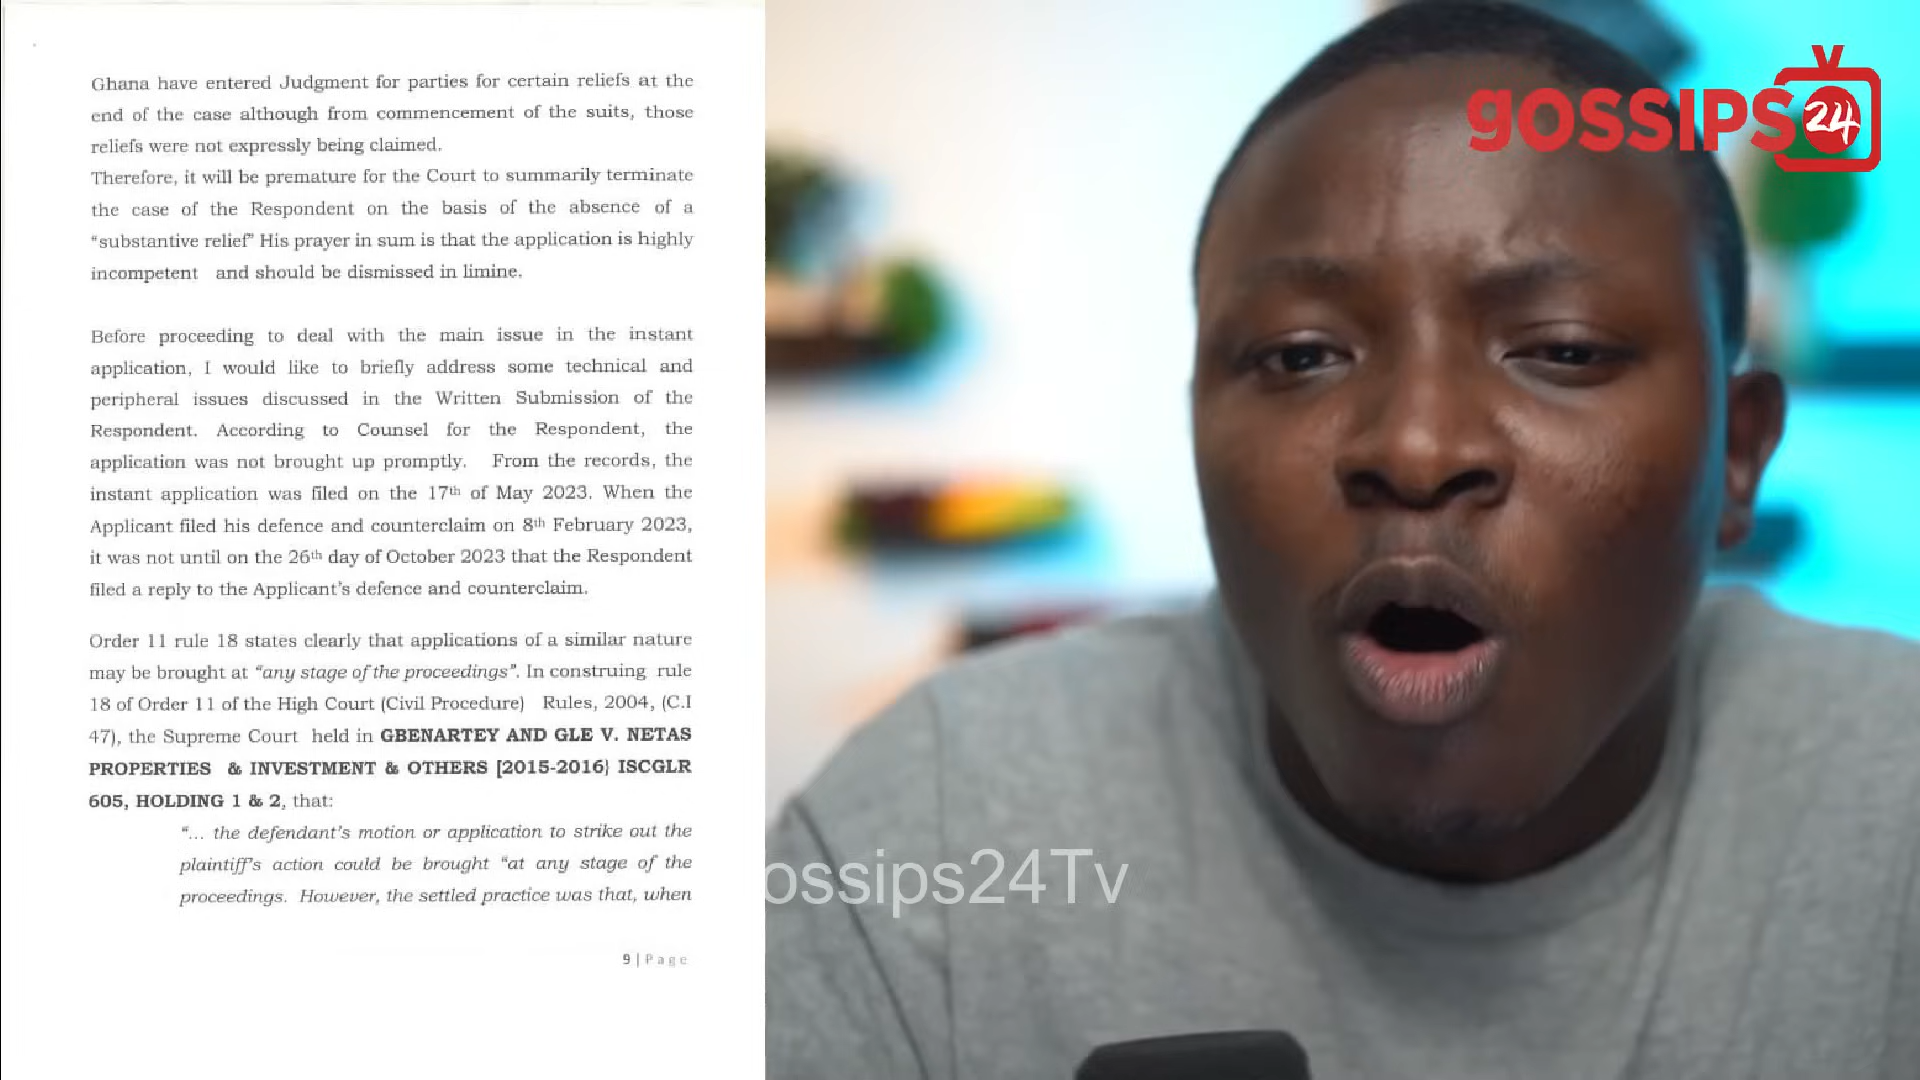 Ghana have entered Judgment for parties for certain reliefs at the
end of the case although from commencement of the suits, those
reliefs were not expressly being claimed.
Therefore, it will be premature for the Court to summarily terminate
the case of the Respondent on the basis of the absence of a
“substantive relief” His prayer in sum is that the application is highly
incompetent and should be dismissed in limine.
Before proceeding to deal with the main issue in the instant
application, I would like to briefly address some technical and
peripheral issues discussed in the Written Submission of the
Respondent. According to Counsel for the Respondent, the
application was not brought up promptly. From the records, the
instant application was filed on the 17th of May 2023. When the
Applicant filed his defence and counterclaim on 8th February 2023,
it was not until on the 26th day of October 2023 that the Respondent
filed a reply to the Applicant’s defence and counterclaim.
Order 11 rule 18 states clearly that applications of a similar nature
may be brought at “any stage of the proceedings”. In construing rule
18 of Order 11 of the High Court (Civil Procedure) Rules, 2004, (C.I
47), the Supreme Court held in GBENARTEY AND GLE V. NETAS
PROPERTIES & INVESTMENT & OTHERS [2015-2016} ISCGLR
605, HOLDING 1 & 2, that:
“... the defendant’s motion or application to strike out the
plaintiff’s action could be brought “at any stage of the
proceedings. However, the settled practice was that, when
9 | Page
gOSSIPS24
ossips24Tv